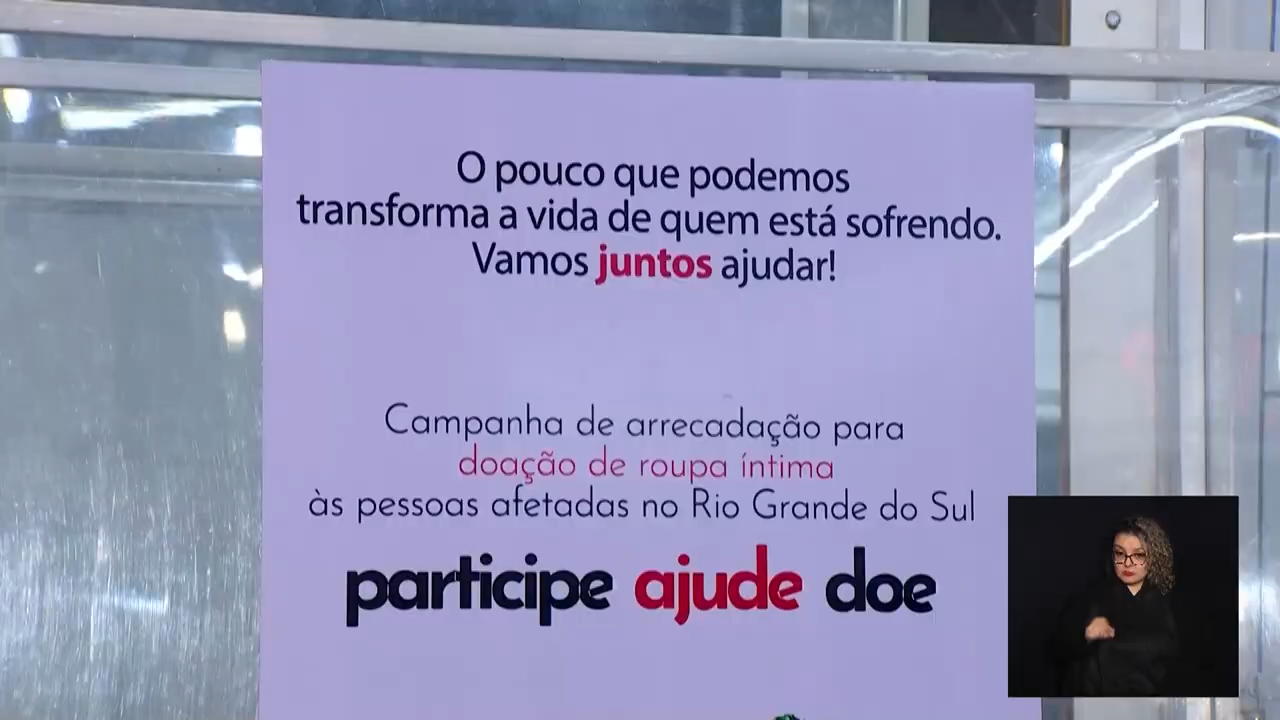 O pouco que podemos
transforma a vida de quem está sofrendo.
Vamos juntos ajudar!
Campanha de arrecadação para
doação de roupa íntima
às pessoas afetadas no Rio Grande do Sul
participe ajude doe